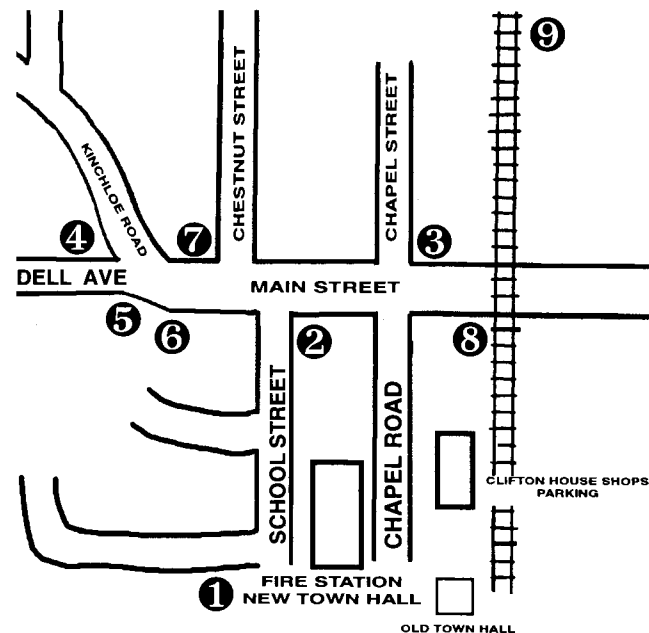 9
CHESTNUT STREET
CHAPEL STREET
KINCHLOE ROAD
4
7
3
DELL AVE
MAIN STREET
5
6
2
8
SCHOOL STREET
CHAPEL ROAD
CLIFTON HOUSE SHOPS
PARKING
1
FIRE STATION
NEW TOWN HALL
OLD TOWN HALL